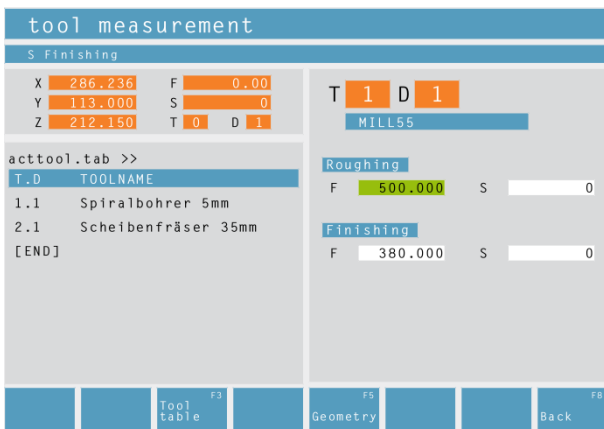 tool measurement
S Finishing
X 286.236 F 0.00
Y 113.000 S 0
Z 212.150 T 0 D 1
acttool.tab >>
T.D TOOLNAME
1.1 Spiralbohrer 5mm
2.1 Scheibenfräser 35mm
[END]
T 1 D 1
MILL55
Roughing
F 500.000 S 0
Finishing
F 380.000 S 0
F3
Tool
table
F5
Geometry
F8
Back